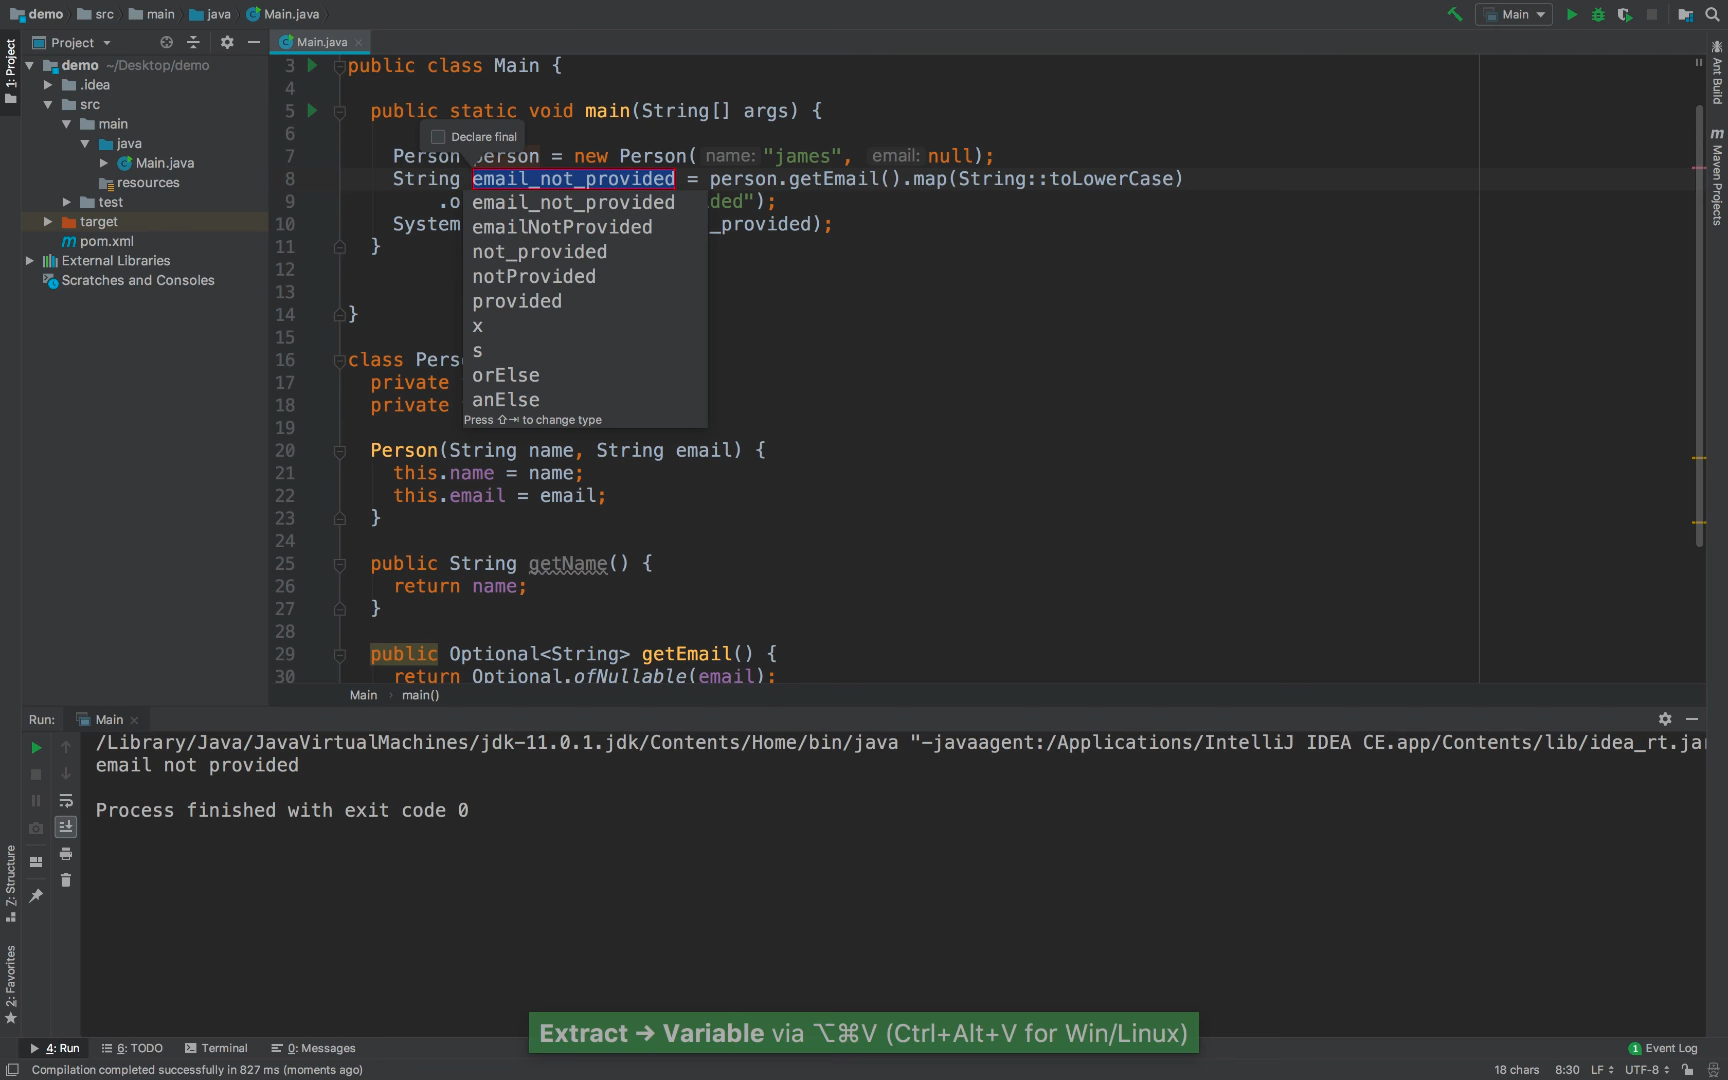 demo src main java Main.java
Main
1: Project
Project
demo ~/Desktop/demo
.idea
src
main
java
Main.java
resources
test
target
pom.xml
External Libraries
Scratches and Consoles
Main.java
3 public class Main {
4
5 public static void main(String[] args) {
6
Declare final
7 Person person = new Person( name: "james", email: null);
8 String email_not_provided = person.getEmail().map(String::toLowerCase)
9 .o ded");
10 System _provided);
11 }
12
13
14 }
15
16 class Pers
17 private
18 private
19
20 Person(String name, String email) {
21 this.name = name;
22 this.email = email;
23 }
24
25 public String getName() {
26 return name;
27 }
28
29 public Optional<String> getEmail() {
30 return Optional.ofNullable(email);
email_not_provided
emailNotProvided
not_provided
notProvided
provided
x
s
orElse
anElse
Press ⇧⇥ to change type
Main main()
Ant Build
Maven Projects
Run: Main
/Library/Java/JavaVirtualMachines/jdk-11.0.1.jdk/Contents/Home/bin/java "-javaagent:/Applications/IntelliJ IDEA CE.app/Contents/lib/idea_rt.jar
email not provided
Process finished with exit code 0
Z: Structure
2: Favorites
Extract → Variable via ⌥⌘V (Ctrl+Alt+V for Win/Linux)
4: Run 6: TODO Terminal 0: Messages
1 Event Log
Compilation completed successfully in 827 ms (moments ago)
18 chars 8:30 LF UTF-8